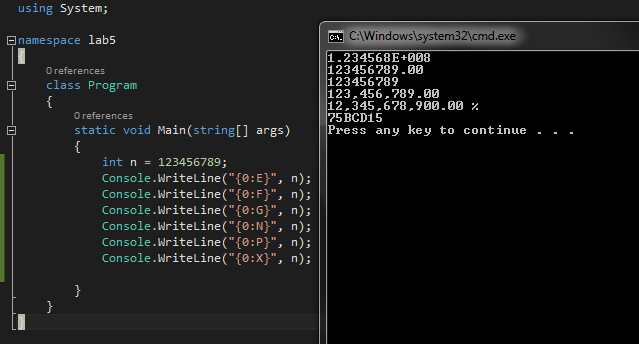 using System;
namespace lab5
{
0 references
class Program
{
0 references
static void Main(string[] args)
{
int n = 123456789;
Console.WriteLine("{0:E}", n);
Console.WriteLine("{0:F}", n);
Console.WriteLine("{0:G}", n);
Console.WriteLine("{0:N}", n);
Console.WriteLine("{0:P}", n);
Console.WriteLine("{0:X}", n);
}
}
}
C:\Windows\system32\cmd.exe
1.234568E+008
123456789.00
123456789
123,456,789.00
12,345,678,900.00 %
75BCD15
Press any key to continue . . .